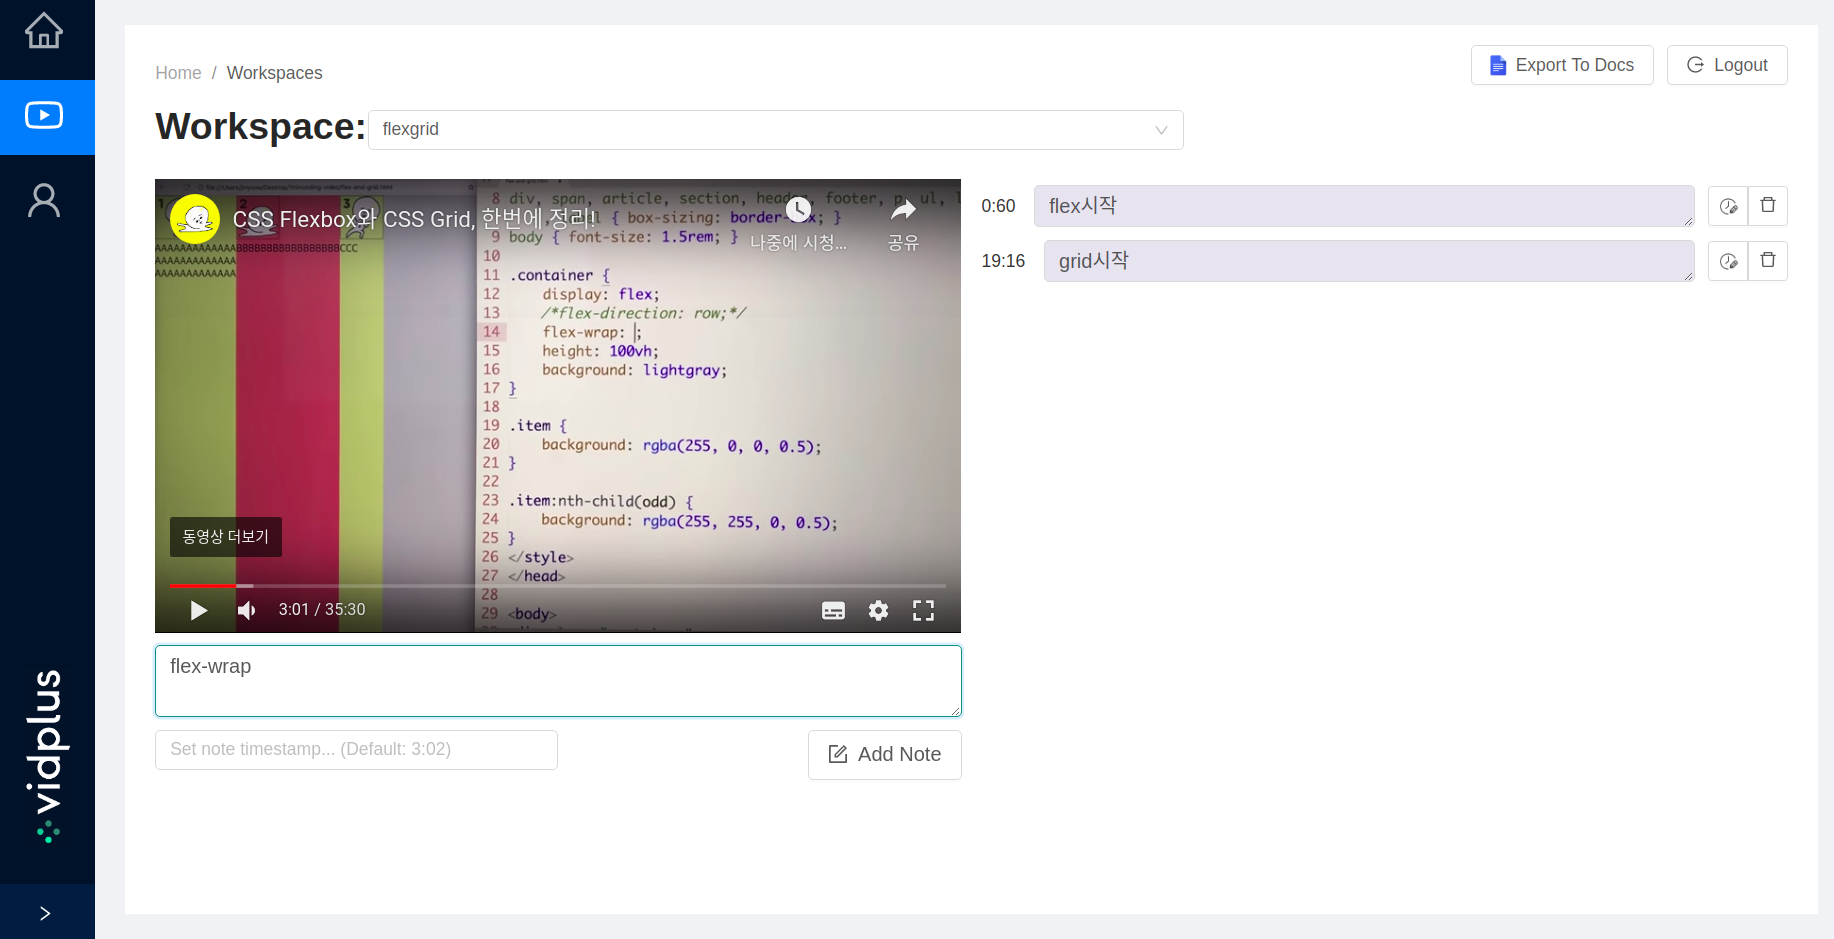 Home / Workspaces
Export To Docs
Logout
Workspace:
flexgrid
CSS Flexbox와 CSS Grid, 한번에 정리!
나중에 시청...
공유
1 2 3
AAAAAAAAAAAAABBBBBBBBBBBBBBBBBCCC
AAAAAAAAAAAAA
AAAAAAAAAAAAA
8 div, span, article, section, header, footer, p, ul, l
{ box-sizing: border-box; }
9 body { font-size: 1.5rem; }
10
11 .container {
12 display: flex;
13 /*flex-direction: row;*/
14 flex-wrap: ;
15 height: 100vh;
16 background: lightgray;
17 }
18
19 .item {
20 background: rgba(255, 0, 0, 0.5);
21 }
22
23 .item:nth-child(odd) {
24 background: rgba(255, 255, 0, 0.5);
25 }
26 </style>
27 </head>
28
29 <body>
동영상 더보기
3:01 / 35:30
0:60 flex시작
19:16 grid시작
flex-wrap
Set note timestamp... (Default: 3:02)
Add Note
vidplus